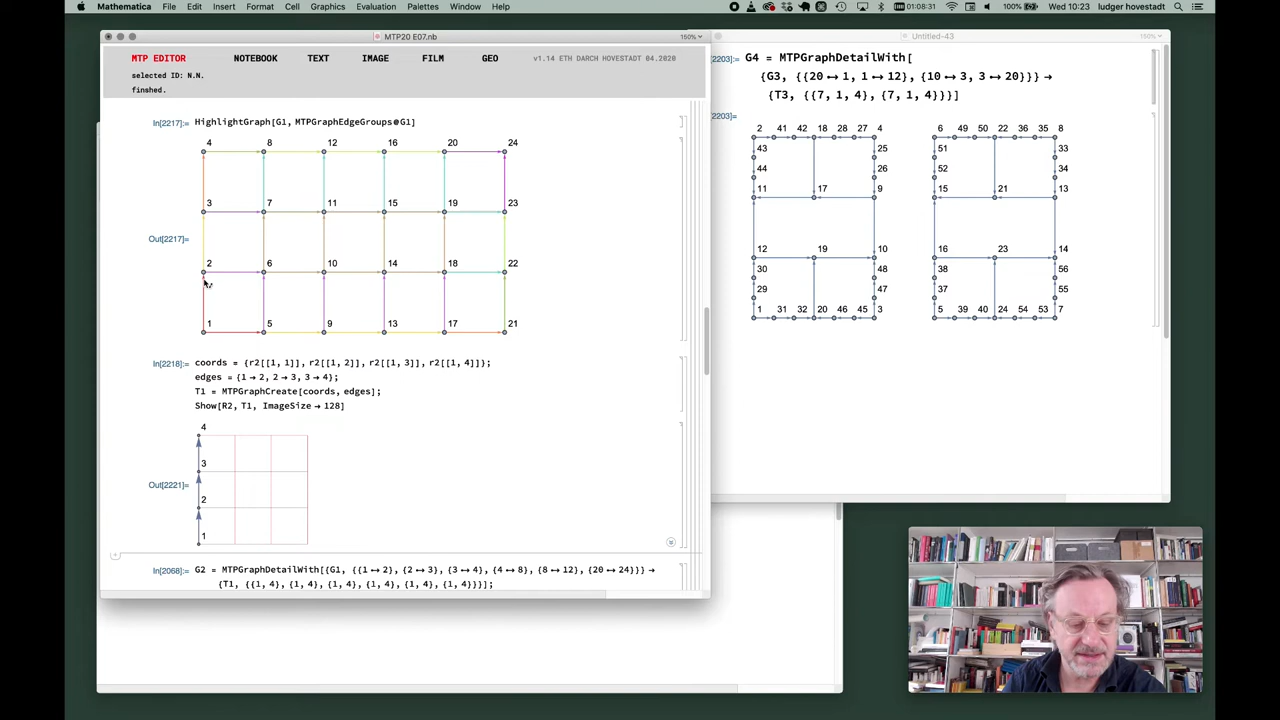 Mathematica File Edit Insert Format Cell Graphics Evaluation Palettes Window Help
01:08:31 100% Wed 10:23 ludger hovestadt
MTP20 E07.nb 150%
Untitled-43 150%
MTP EDITOR NOTEBOOK TEXT IMAGE FILM GEO v1.14 ETH DARCH HOVESTADT 04.2020
selected ID: N.N.
finshed.
In[2217]:= HighlightGraph[G1, MTPGraphEdgeGroups@G1]
4 8 12 16 20 24
3 7 11 15 19 23
Out[2217]=
2 6 10 14 18 22
1 5 9 13 17 21
In[2218]:= coords = {r2[[1, 1]], r2[[1, 2]], r2[[1, 3]], r2[[1, 4]]};
edges = {1→2, 2→3, 3→4};
T1 = MTPGraphCreate[coords, edges];
Show[R2, T1, ImageSize→128]
4
3
Out[2221]=
2
1
In[2068]:= G2 = MTPGraphDetailWith[{G1, {{1↔2}, {2↔3}, {3↔4}, {4↔8}, {8↔12}, {20↔24}}}→
{T1, {{1, 4}, {1, 4}, {1, 4}, {1, 4}, {1, 4}, {1, 4}}}];
2203]:= G4 = MTPGraphDetailWith[
{G3, {{20↔1, 1↔12}, {10↔3, 3↔20}}}→
{T3, {{7, 1, 4}, {7, 1, 4}}}]
2203]=
2 41 42 18 28 27 4 6 49 50 22 36 35 8
43 25 51 33
44 26 52 34
11 17 9 15 21 13
12 19 10 16 23 14
30 48 38 56
29 47 37 55
1 31 32 20 46 45 3 5 39 40 24 54 53 7